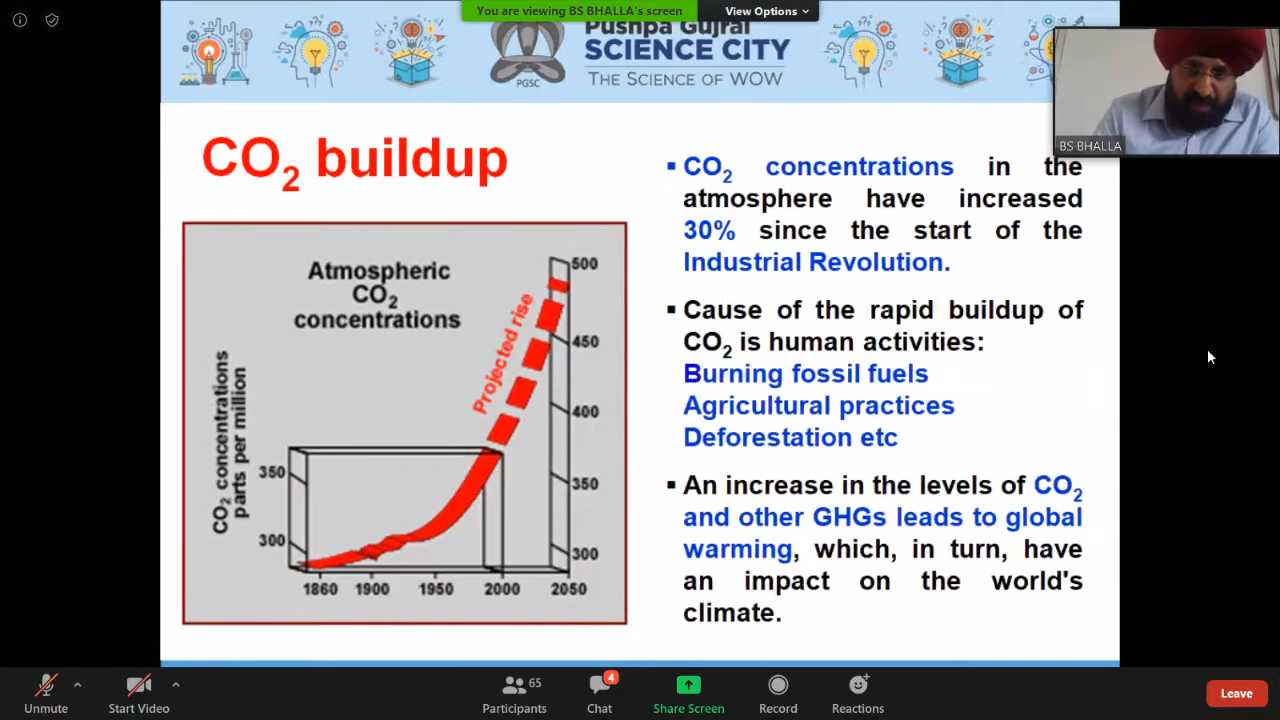 You are viewing BS BHALLA's screen
View Options
Pushpa Gujral
SCIENCE CITY
THE SCIENCE OF WOW
PGSC
BS BHALLA
CO2 buildup
Atmospheric
CO2
concentrations
CO2 concentrations
parts per million
Projected rise
500
450
400
350
300
350
300
1860 1900 1950 2000 2050
▪ CO2 concentrations in the
atmosphere have increased
30% since the start of the
Industrial Revolution.
▪ Cause of the rapid buildup of
CO2 is human activities:
Burning fossil fuels
Agricultural practices
Deforestation etc
▪ An increase in the levels of CO2
and other GHGs leads to global
warming, which, in turn, have
an impact on the world's
climate.
Unmute
Start Video
65
Participants
4
Chat
Share Screen
Record
Reactions
Leave